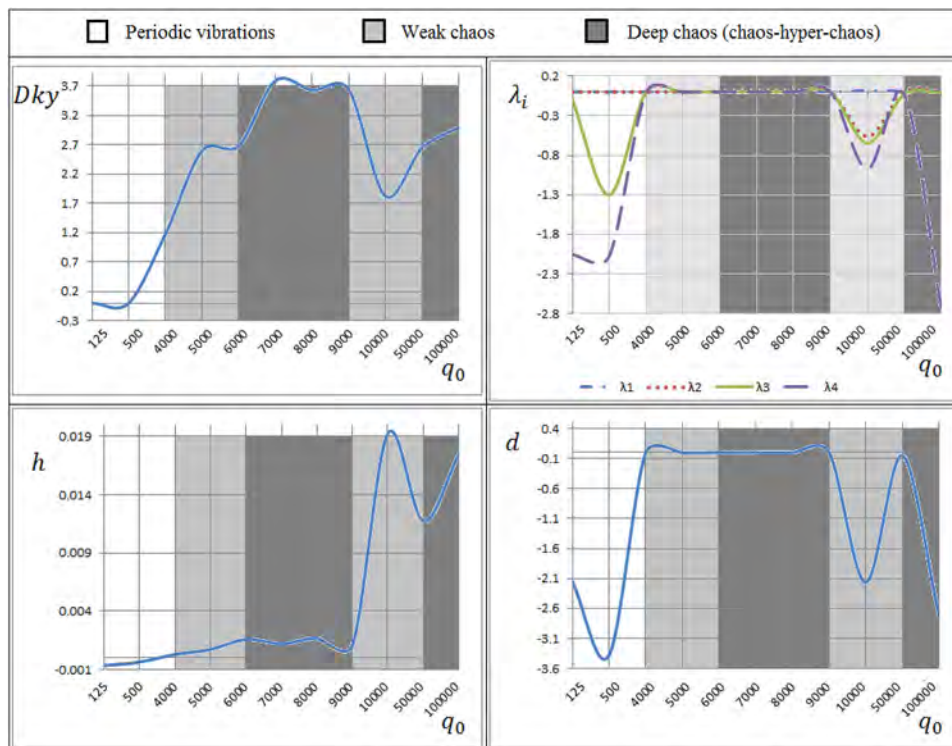 Periodic vibrations Weak chaos Deep chaos (chaos-hyper-chaos)
Dky
3.7
3.2
2.7
2.2
1.7
1.2
0.7
0.2
-0.3
125 500 4000 5000 6000 7000 8000 9000 10000 50000 100000
q0
λi
0.2
-0.3
-0.8
-1.3
-1.8
-2.3
-2.8
125 500 4000 5000 6000 7000 8000 9000 10000 50000 100000
q0
λ1 λ2 λ3 λ4
h
0.019
0.014
0.009
0.004
-0.001
125 500 4000 5000 6000 7000 8000 9000 10000 50000 100000
q0
d
0.4
-0.1
-0.6
-1.1
-1.6
-2.1
-2.6
-3.1
-3.6
125 500 4000 5000 6000 7000 8000 9000 10000 50000 100000
q0